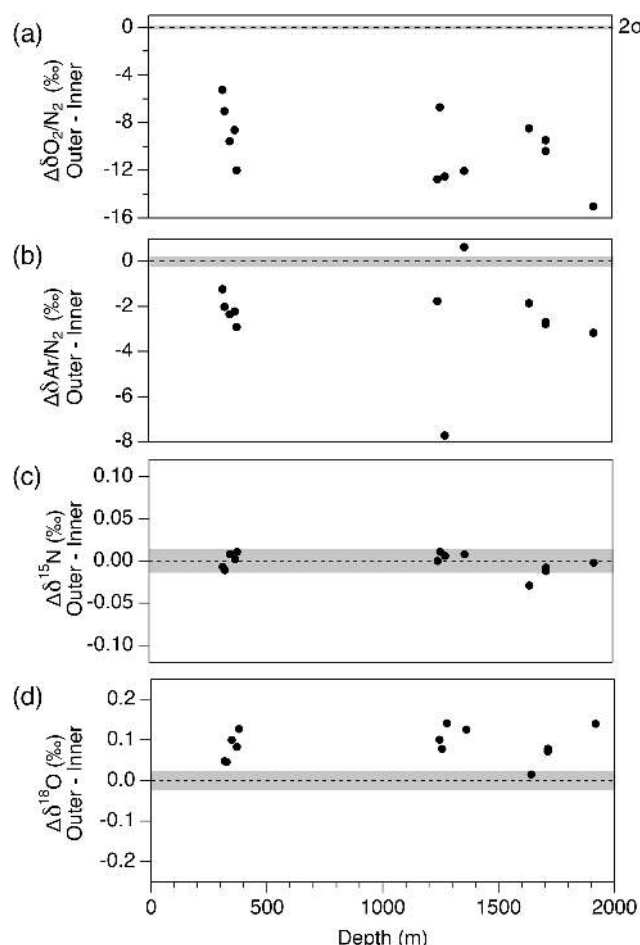 (a)
0
-4
-8
-12
-16
ΔδO₂/N₂ (‰)
Outer - Inner
2σ
(b)
0
-2
-4
-6
-8
ΔδAr/N₂ (‰)
Outer - Inner
(c)
0.10
0.05
0.00
-0.05
-0.10
Δδ¹⁵N (‰)
Outer - Inner
(d)
0.2
0.1
0.0
-0.1
-0.2
Δδ¹⁸O (‰)
Outer - Inner
0 500 1000 1500 2000
Depth (m)